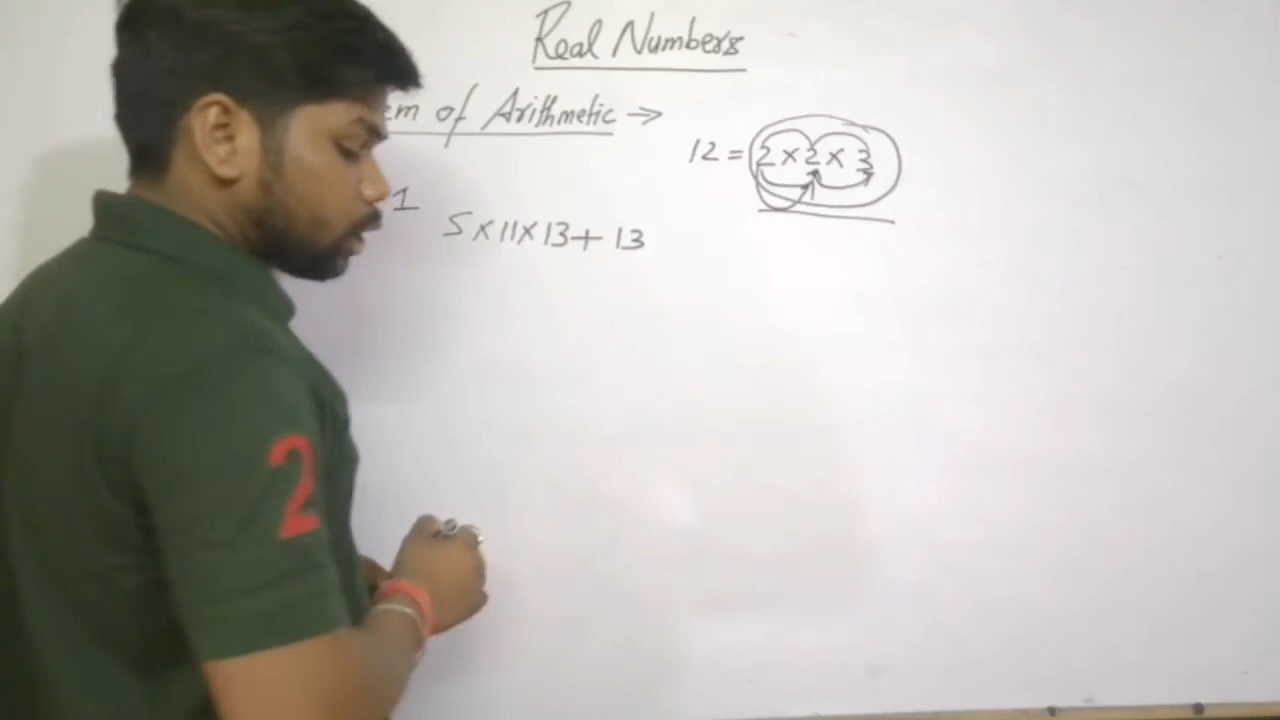 Real Numbers
em of Arithmetic →
12 = 2 × 2 × 3
1
5 × 11 × 13 + 13
2